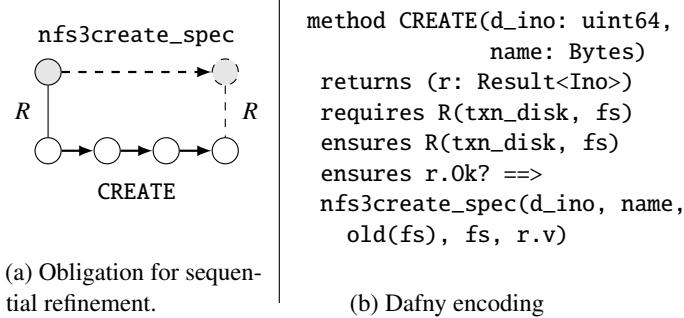 nfs3create_spec
R
R
CREATE
(a) Obligation for sequen-
tial refinement.
method CREATE(d_ino: uint64,
name: Bytes)
returns (r: Result<Ino>)
requires R(txn_disk, fs)
ensures R(txn_disk, fs)
ensures r.Ok? ==>
nfs3create_spec(d_ino, name,
old(fs), fs, r.v)
(b) Dafny encoding